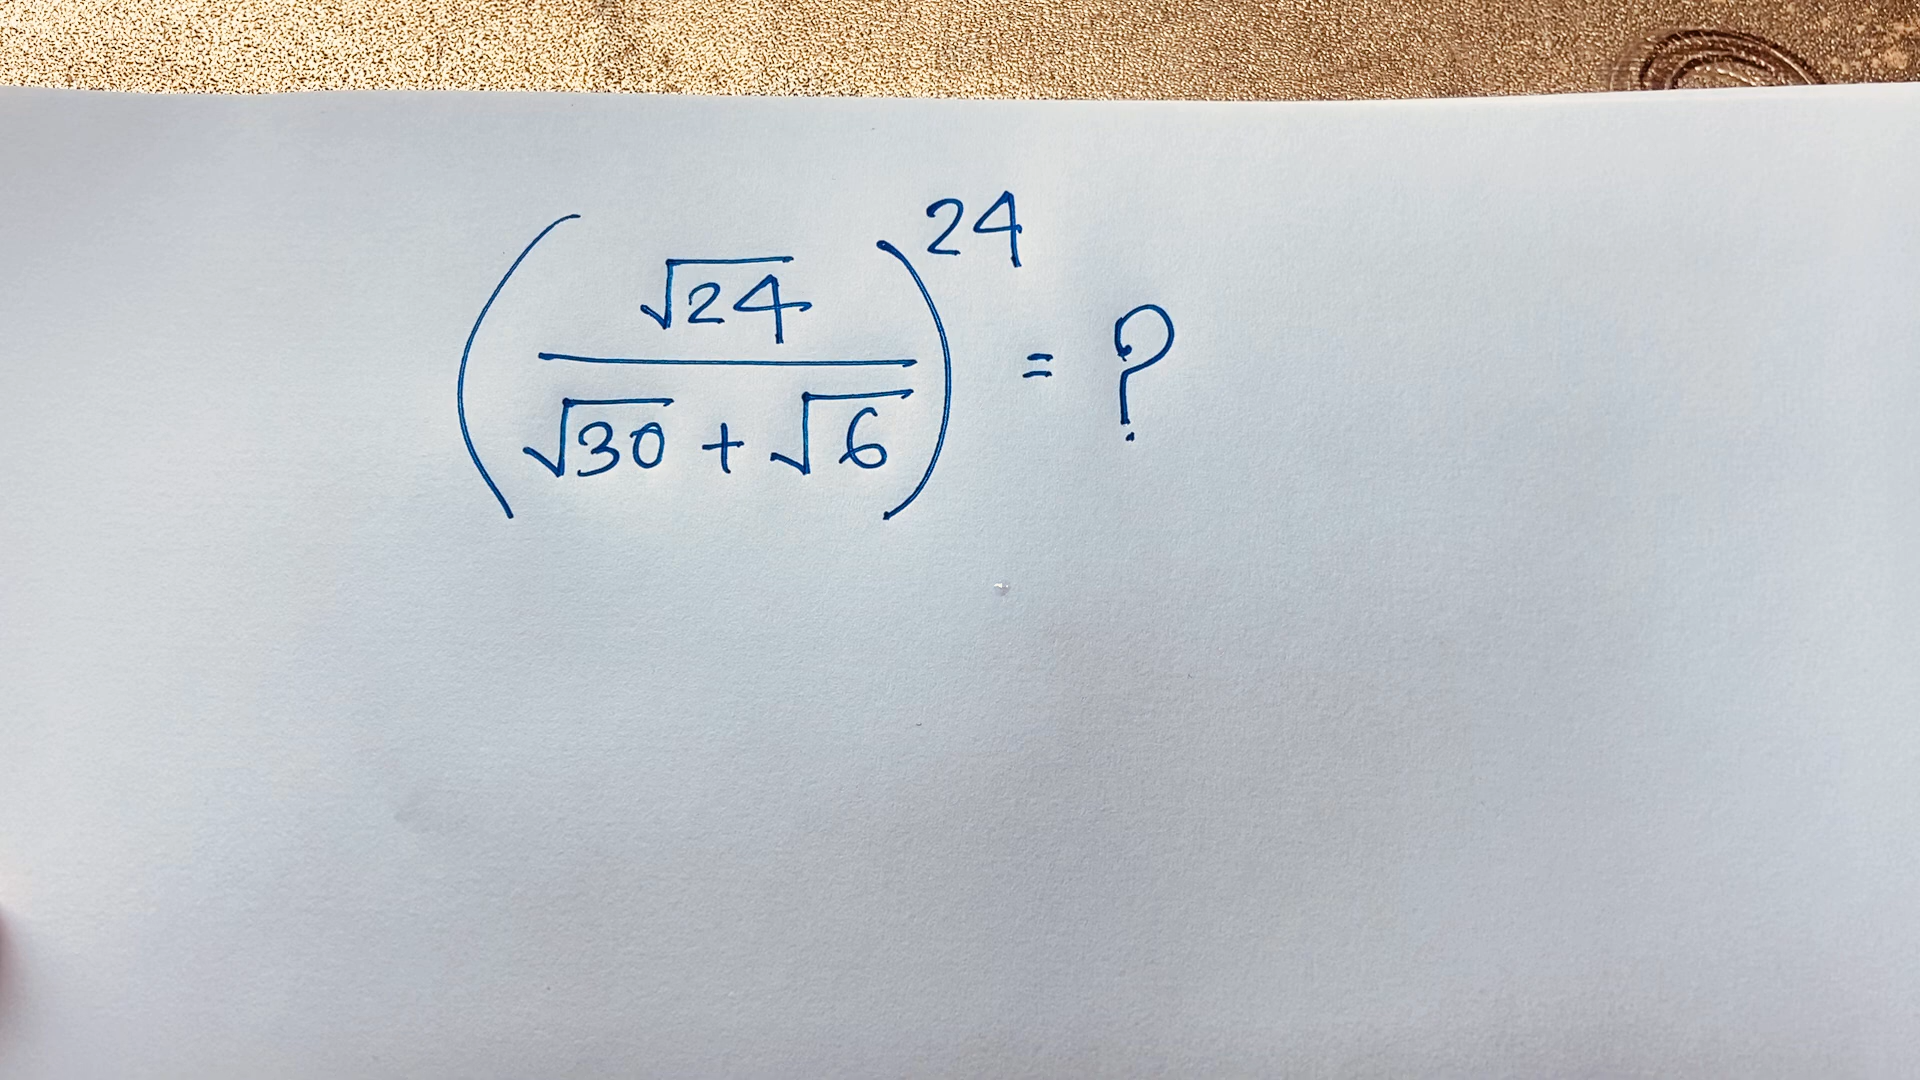 (√24 / (√30 + √6))^24 = ?